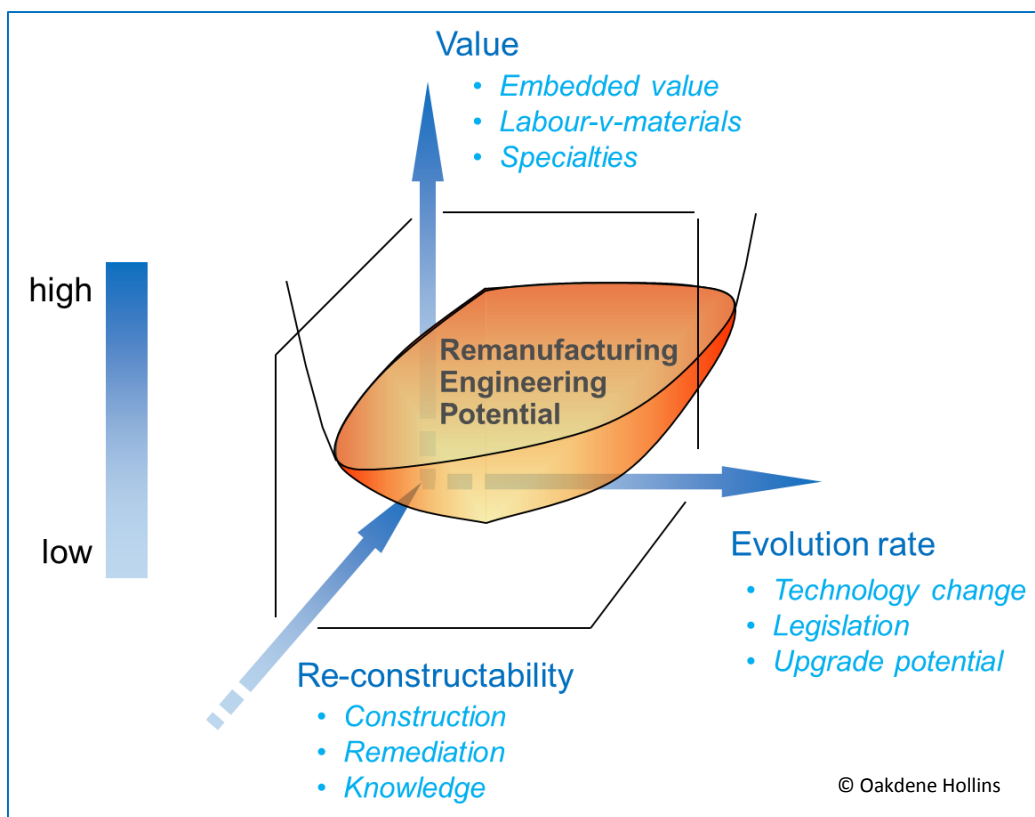 Value
• Embedded value
• Labour-v-materials
• Specialties
high
low
Remanufacturing
Engineering
Potential
Evolution rate
• Technology change
• Legislation
• Upgrade potential
Re-constructability
• Construction
• Remediation
• Knowledge
© Oakdene Hollins